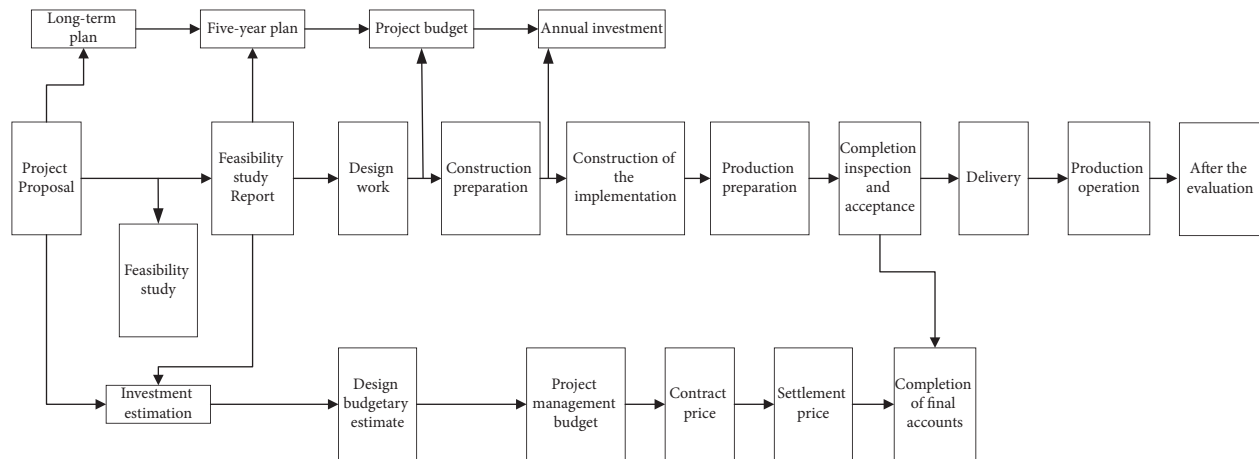 Long-term
plan
Five-year plan
Project budget
Annual investment
Project
Proposal
Feasibility
study
Report
Design
work
Construction
preparation
Construction of
the
implementation
Production
preparation
Completion
inspection
and
acceptance
Delivery
Production
operation
After the
evaluation
Feasibility
study
Investment
estimation
Design
budgetary
estimate
Project
management
budget
Contract
price
Settlement
price
Completion
of final
accounts